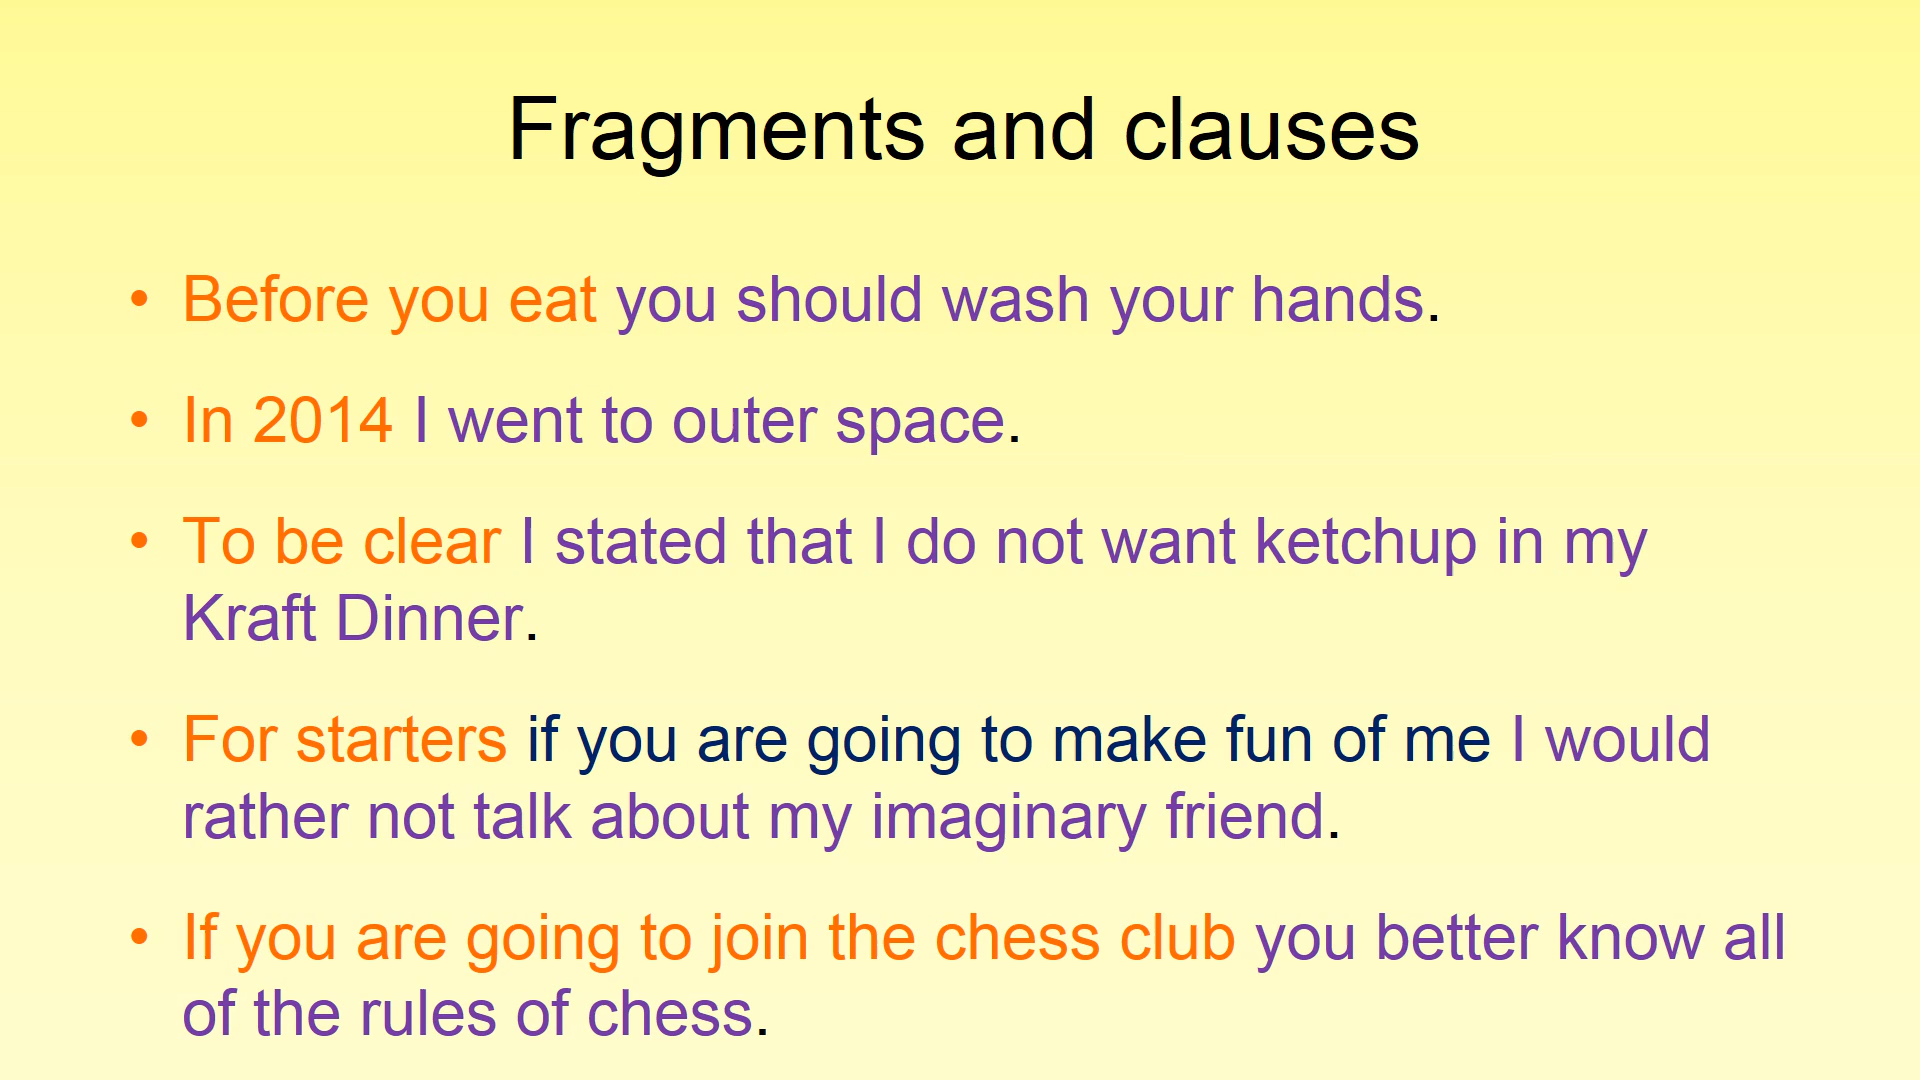 Fragments and clauses
• Before you eat you should wash your hands.
• In 2014 I went to outer space.
• To be clear I stated that I do not want ketchup in my
Kraft Dinner.
• For starters if you are going to make fun of me I would
rather not talk about my imaginary friend.
• If you are going to join the chess club you better know all
of the rules of chess.